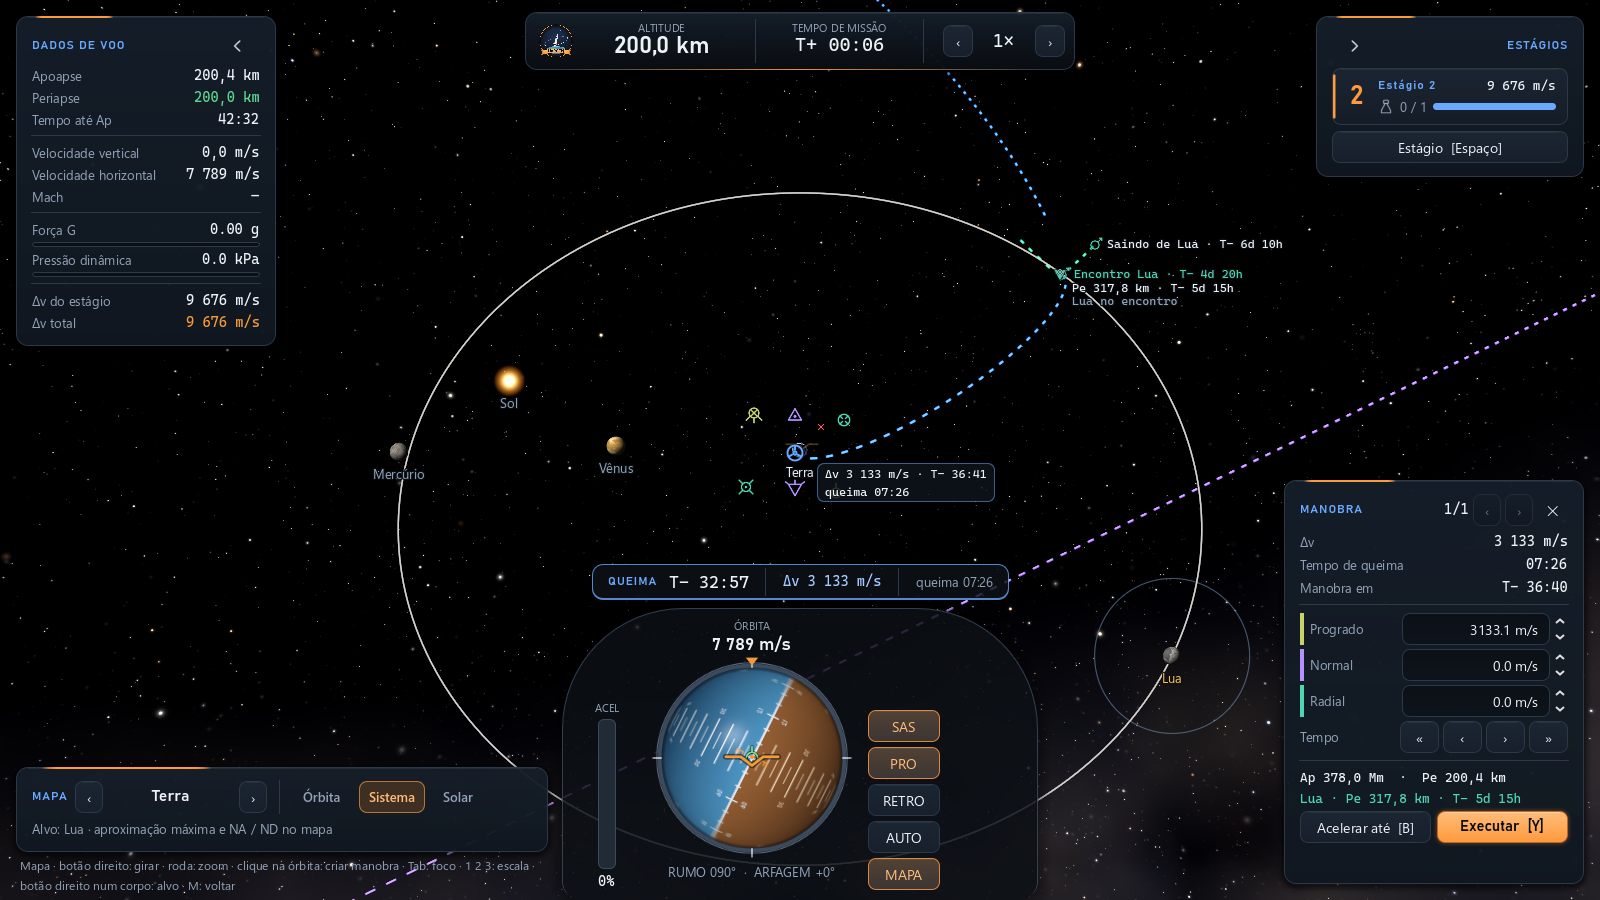 DADOS DE VOO
Apoapse 200,4 km
Periapse 200,0 km
Tempo até Ap 42:32
Velocidade vertical 0,0 m/s
Velocidade horizontal 7 789 m/s
Mach —
Força G 0.00 g
Pressão dinâmica 0.0 kPa
Δv do estágio 9 676 m/s
Δv total 9 676 m/s
ALTITUDE
200,0 km
TEMPO DE MISSÃO
T+ 00:06
‹ 1× ›
ESTÁGIOS
2 Estágio 2 9 676 m/s
0 / 1
Estágio [Espaço]
Saindo de Lua · T− 6d 10h
Encontro Lua · T− 4d 20h
Pe 317,8 km · T− 5d 15h
Lua no encontro
Sol
Mercúrio
Vênus
Terra
Δv 3 133 m/s · T− 36:41
queima 07:26
Lua
QUEIMA T− 32:57 Δv 3 133 m/s queima 07:26
ÓRBITA
7 789 m/s
ACEL
0%
SAS
PRO
RETRO
AUTO
MAPA
RUMO 090° · ARFAGEM +0°
MANOBRA 1/1 ‹ ›
Δv 3 133 m/s
Tempo de queima 07:26
Manobra em T− 36:40
Progrado 3133.1 m/s
Normal 0.0 m/s
Radial 0.0 m/s
Tempo « ‹ › »
Ap 378,0 Mm · Pe 200,4 km
Lua · Pe 317,8 km · T− 5d 15h
Acelerar até [B]
Executar [Y]
MAPA ‹ Terra › Órbita Sistema Solar
Alvo: Lua · aproximação máxima e NA / ND no mapa
Mapa · botão direito: girar · roda: zoom · clique na órbita: criar manobra · Tab: foco · 1 2 3: escala ·
botão direito num corpo: alvo · M: voltar